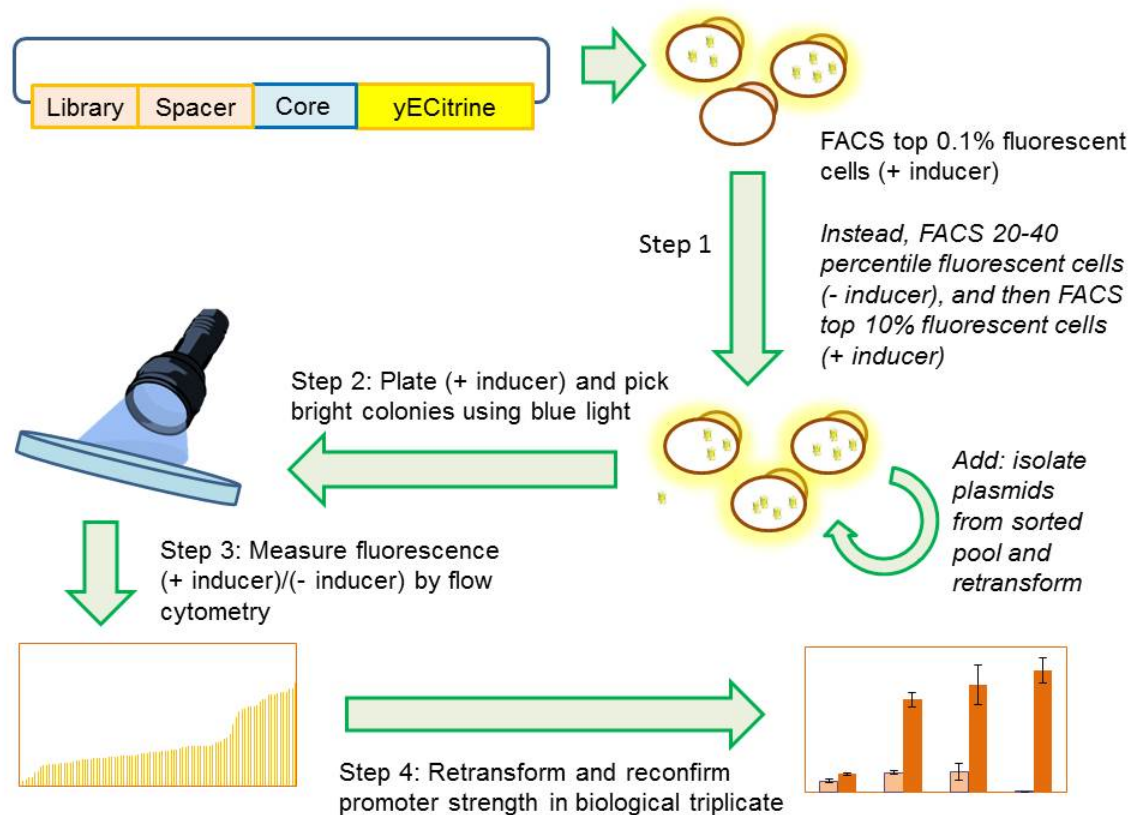 Library Spacer Core yECitrine
FACS top 0.1% fluorescent
cells (+ inducer)
Step 1
Instead, FACS 20-40
percentile fluorescent cells
(- inducer), and then FACS
top 10% fluorescent cells
(+ inducer)
Step 2: Plate (+ inducer) and pick
bright colonies using blue light
Add: isolate
plasmids
from sorted
pool and
retransform
Step 3: Measure fluorescence
(+ inducer)/(- inducer) by flow
cytometry
Step 4: Retransform and reconfirm
promoter strength in biological triplicate